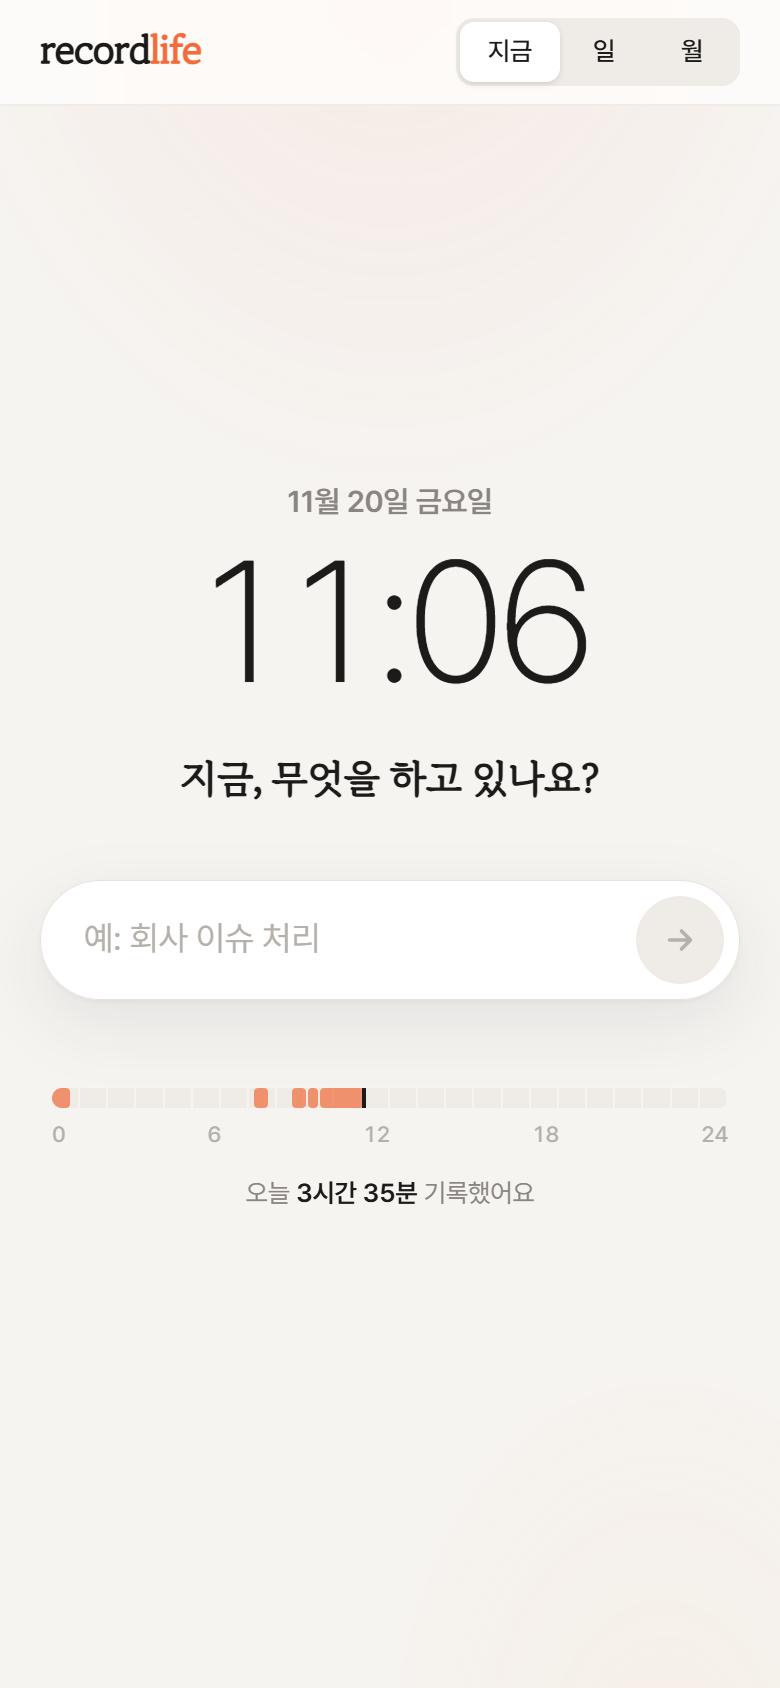 recordlife
지금 일 월
11월 20일 금요일
11:06
지금, 무엇을 하고 있나요?
예: 회사 이슈 처리
0 6 12 18 24
오늘 3시간 35분 기록했어요